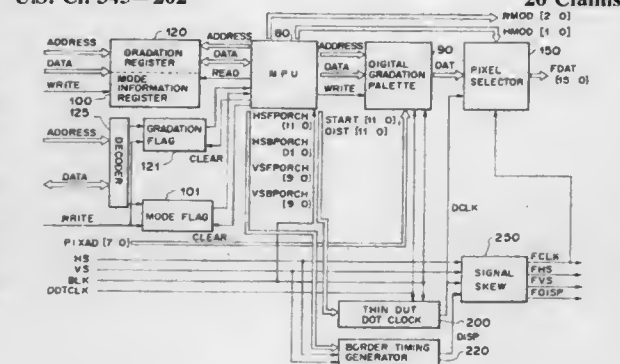 U.S. Cl. 345—202
20 Claims
120
80
RMOD [2 0]
HMOD [1 0]
150
ADDRESS
GRADATION REGISTER
ADDRESS
DATA
MPU
ADDRESS
DIGITAL GRADATION PALETTE
90
DAT
PIXEL SELECTOR
FDAT [15 0]
DATA
MODE INFORMATION REGISTER
READ
DATA
WRITE
WRITE
100
125
HSFPORCH [11 0]
START [11 0],
DIST [11 0]
ADDRESS
DECODER
GRADATION FLAG
CLEAR
121
HSBPORCH
VSFPORCH [9 0]
VSBPORCH [9 0]
DATA
101
MODE FLAG
DCLK
WRITE
CLEAR
PIXAD [7 0]
250
HS
VS
BLK
DOTCLK
SIGNAL SKEW
FCLK
FHS
FVS
FDISP
THIN OUT DOT CLOCK
200
DISP
BORDER TIMING GENERATOR
220